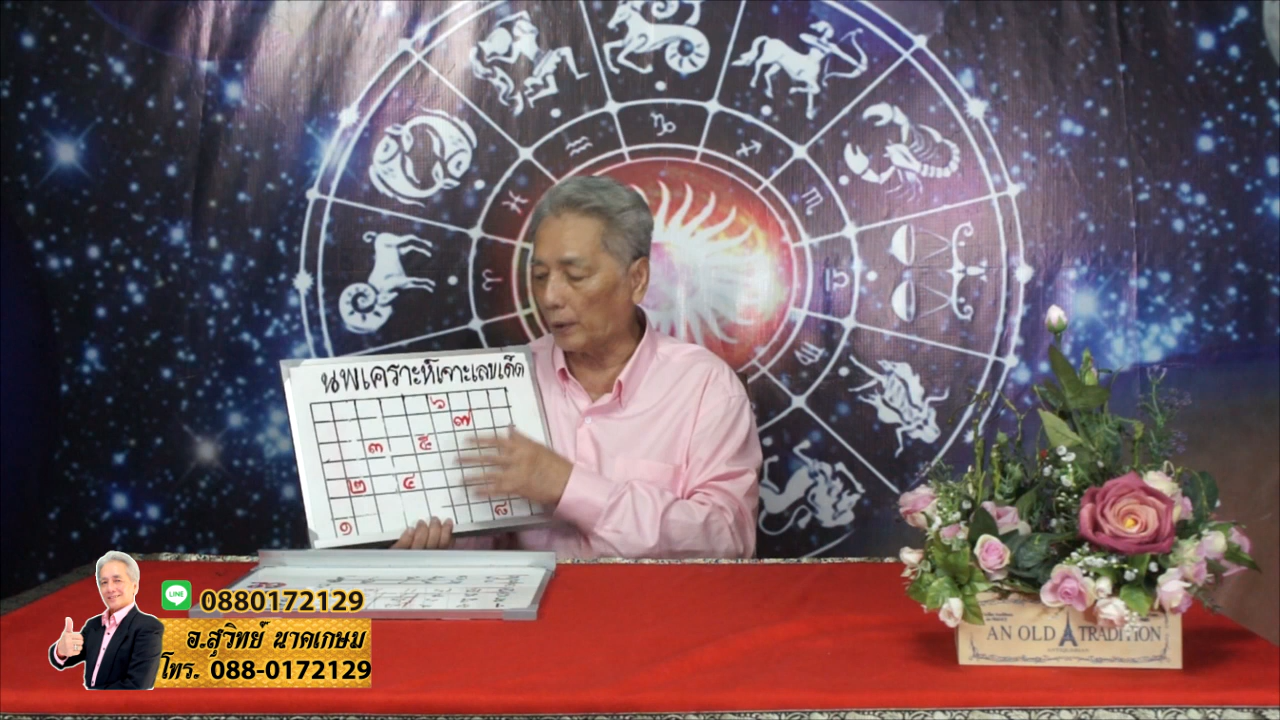 นพเคราะห์เจาะเลขเด็ด
๖
๗
๓ ๕
๒ ๔
๑ ๘
0880172129
อ.สุวิทย์ นาคเกษม
โทร. 088-0172129
LINE
AN OLD TRADITION